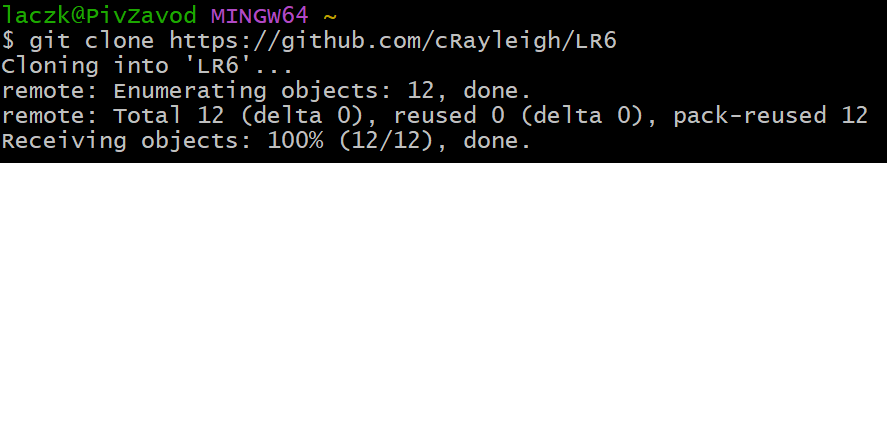 laczk@PivZavod MINGW64 ~
$ git clone https://github.com/cRayleigh/LR6
Cloning into 'LR6'...
remote: Enumerating objects: 12, done.
remote: Total 12 (delta 0), reused 0 (delta 0), pack-reused 12
Receiving objects: 100% (12/12), done.